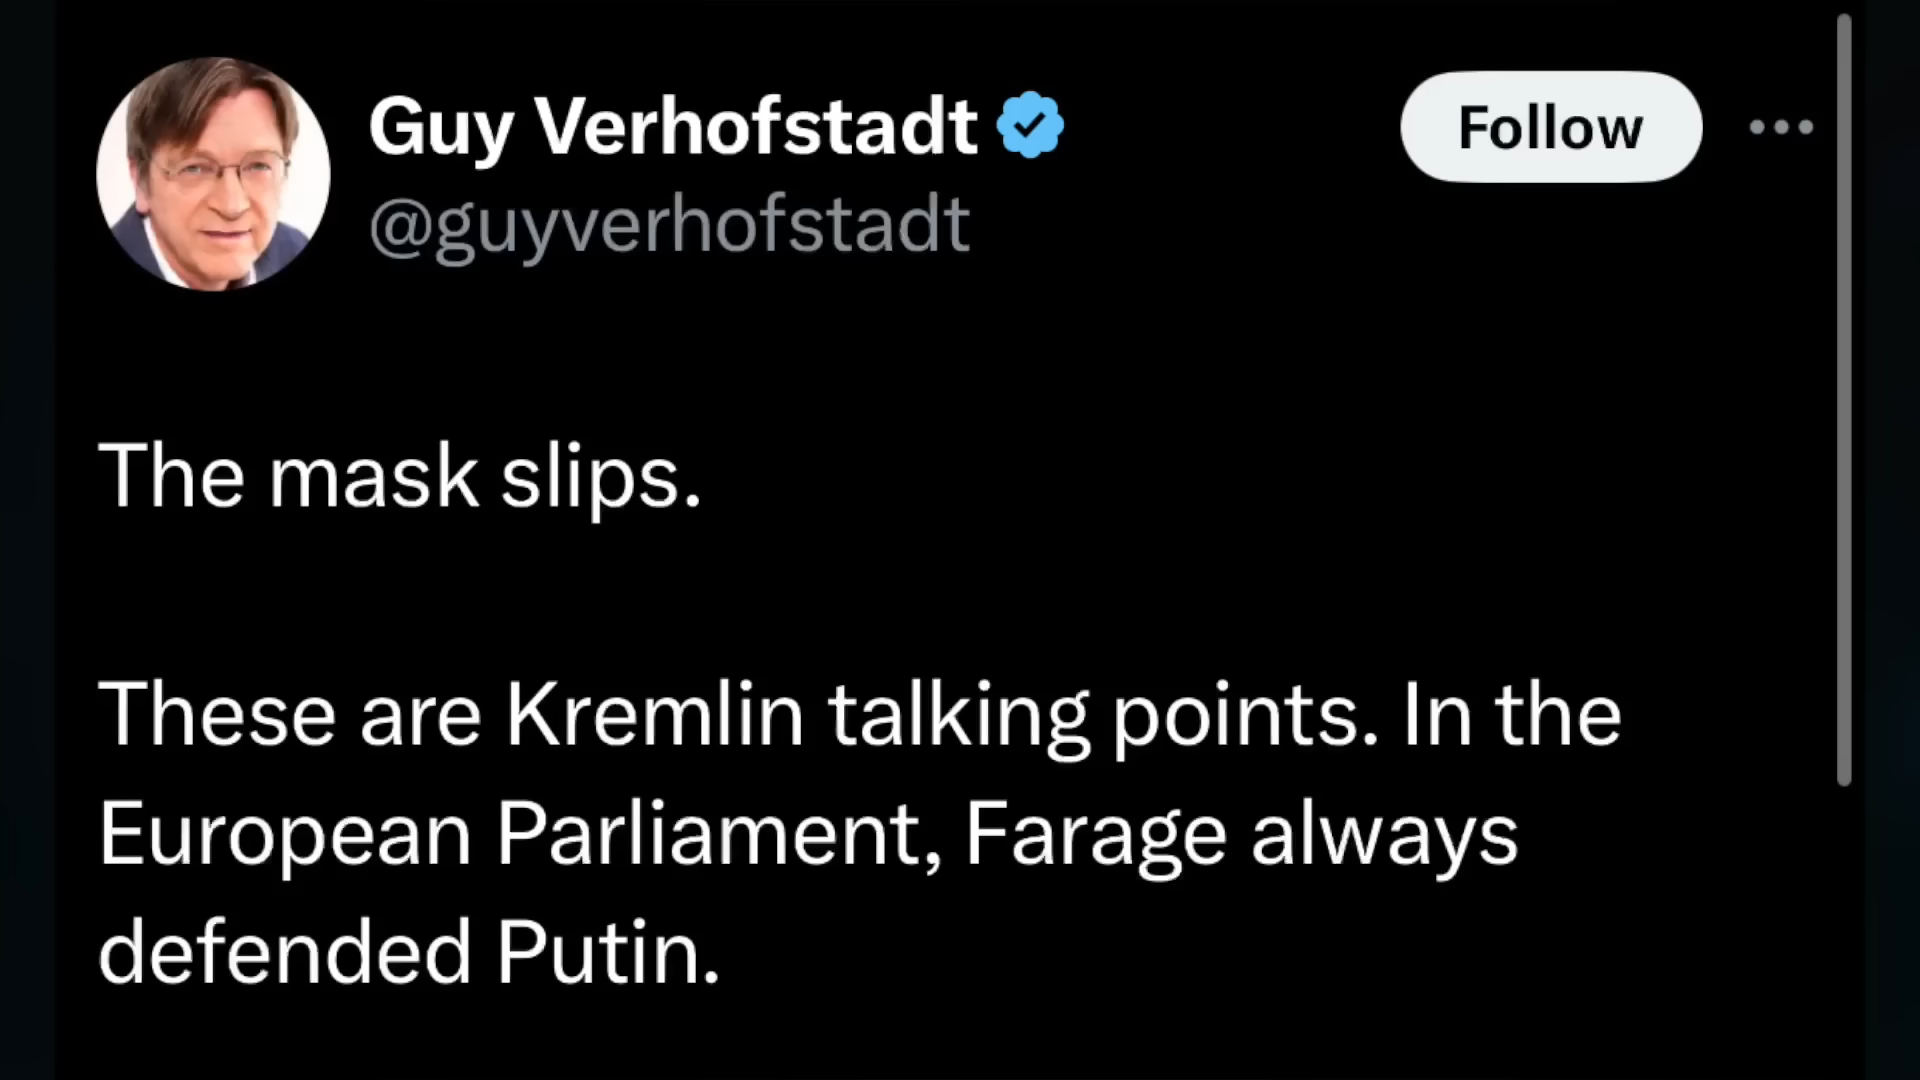 Guy Verhofstadt
Follow
@guyverhofstadt
The mask slips.
These are Kremlin talking points. In the
European Parliament, Farage always
defended Putin.